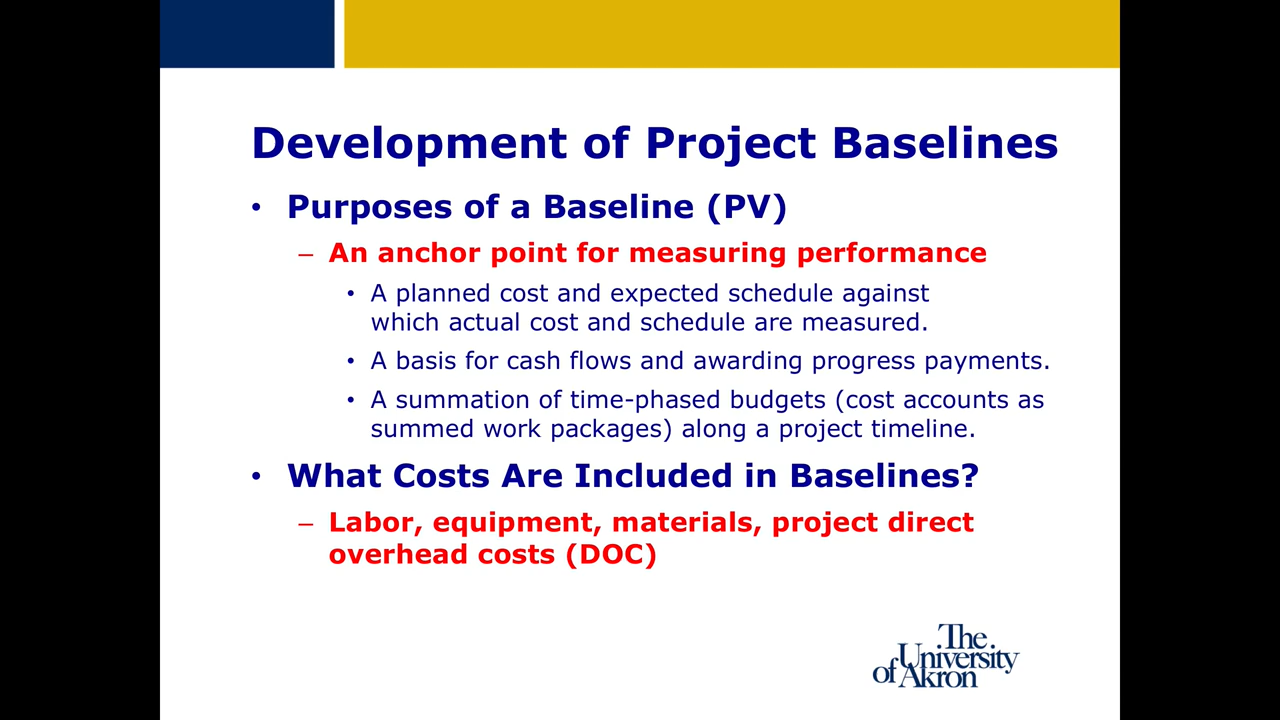 Development of Project Baselines
• Purposes of a Baseline (PV)
– An anchor point for measuring performance
• A planned cost and expected schedule against
which actual cost and schedule are measured.
• A basis for cash flows and awarding progress payments.
• A summation of time-phased budgets (cost accounts as
summed work packages) along a project timeline.
• What Costs Are Included in Baselines?
– Labor, equipment, materials, project direct
overhead costs (DOC)
The
University
of Akron